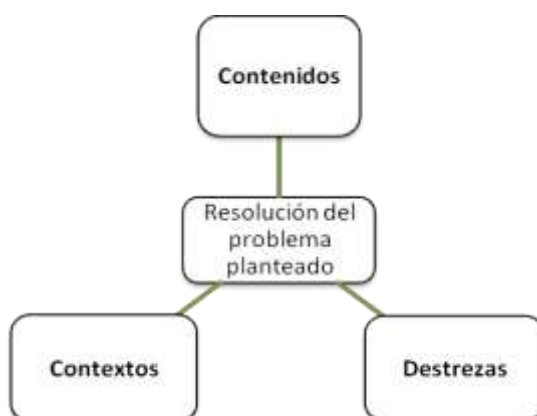 Contenidos
Resolución del
problema
planteado
Contextos
Destrezas